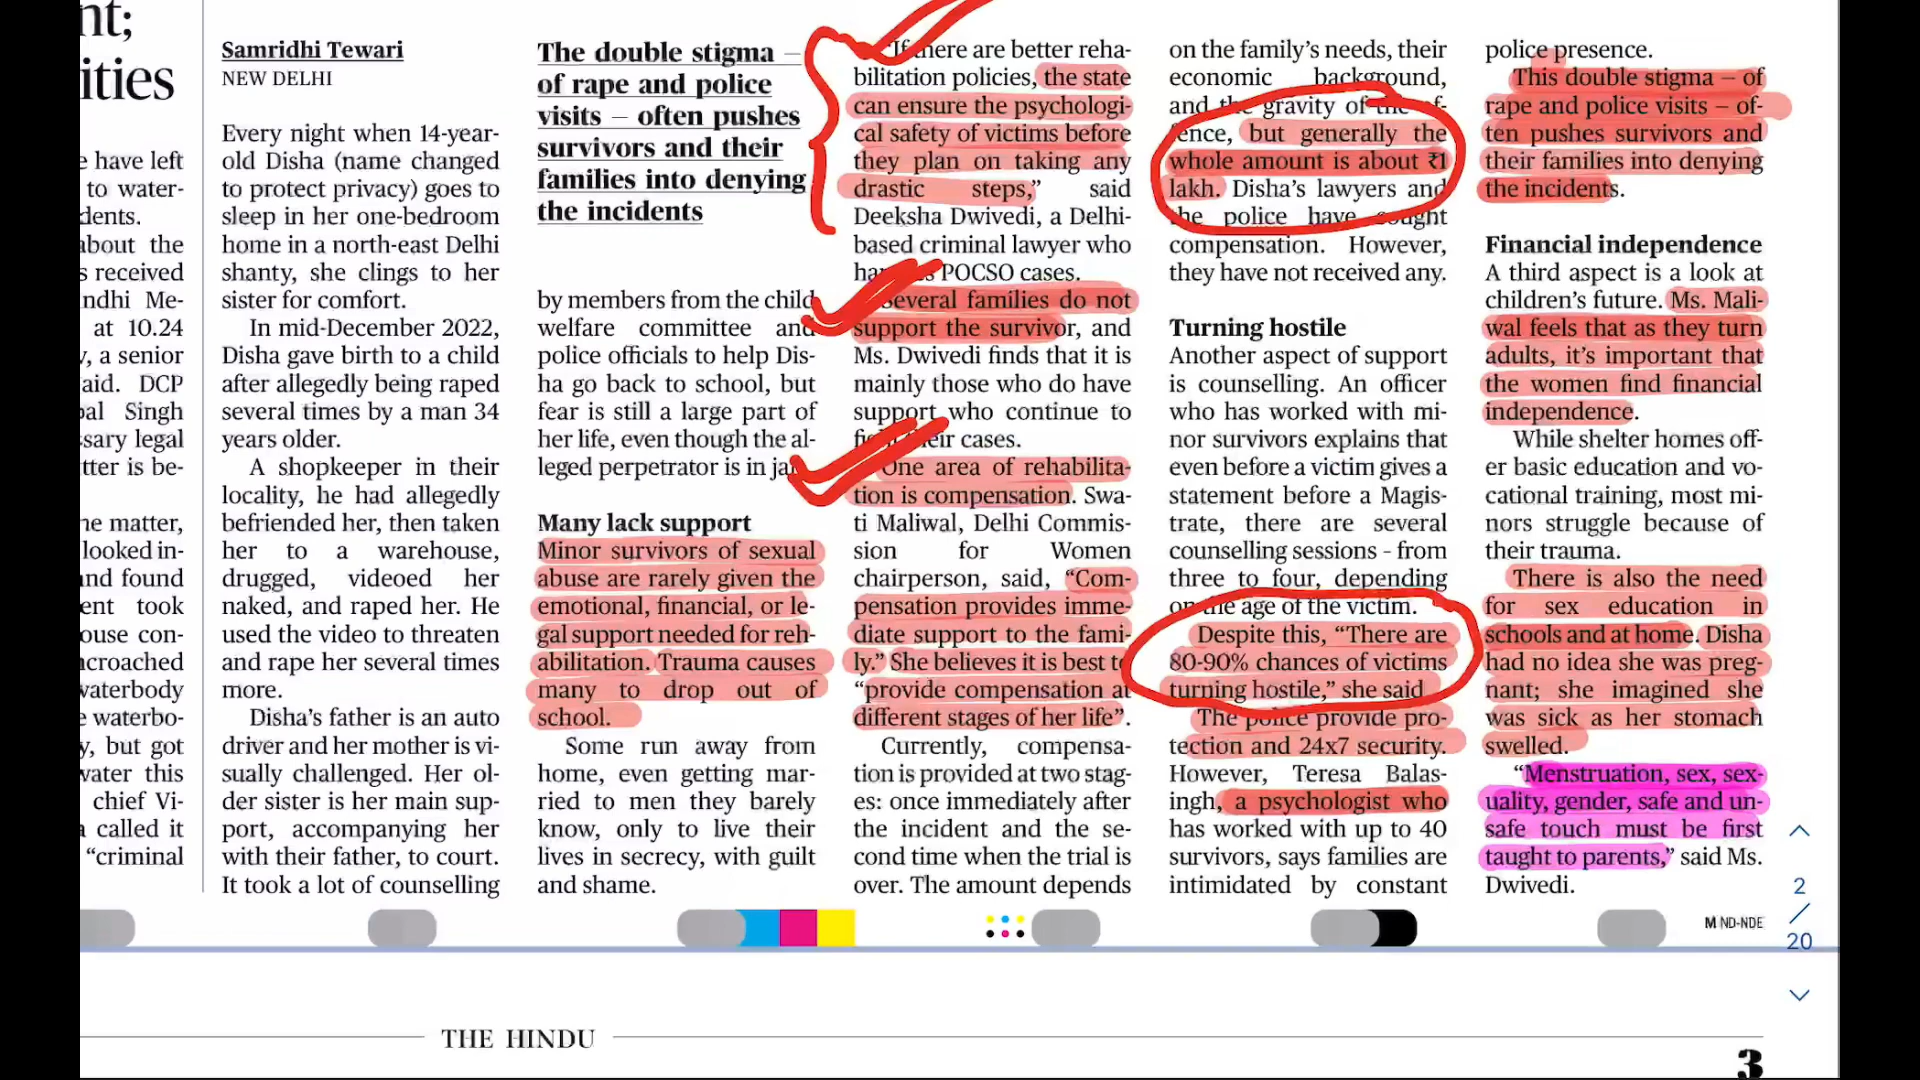 nt;
ities
e have left
to water-
dents.
about the
s received
ndhi Me-
at 10.24
y, a senior
aid. DCP
pal Singh
ssary legal
tter is be-
ne matter,
looked in-
and found
ent took
ouse con-
ncroached
waterbody
e waterbo-
y, but got
water this
chief Vi-
a called it
“criminal
Samridhi Tewari
NEW DELHI
Every night when 14-year-
old Disha (name changed
to protect privacy) goes to
sleep in her one-bedroom
home in a north-east Delhi
shanty, she clings to her
sister for comfort.
In mid-December 2022,
Disha gave birth to a child
after allegedly being raped
several times by a man 34
years older.
A shopkeeper in their
locality, he had allegedly
befriended her, then taken
her to a warehouse,
drugged, videoed her
naked, and raped her. He
used the video to threaten
and rape her several times
more.
Disha’s father is an auto
driver and her mother is vi-
sually challenged. Her ol-
der sister is her main sup-
port, accompanying her
with their father, to court.
It took a lot of counselling
The double stigma –
of rape and police
visits – often pushes
survivors and their
families into denying
the incidents
by members from the child
welfare committee and
police officials to help Dis-
ha go back to school, but
fear is still a large part of
her life, even though the al-
leged perpetrator is in jail.
Many lack support
Minor survivors of sexual
abuse are rarely given the
emotional, financial, or le-
gal support needed for reh-
abilitation. Trauma causes
many to drop out of
school.
Some run away from
home, even getting mar-
ried to men they barely
know, only to live their
lives in secrecy, with guilt
and shame.
“If there are better reha-
bilitation policies, the state
can ensure the psychologi-
cal safety of victims before
they plan on taking any
drastic steps,” said
Deeksha Dwivedi, a Delhi-
based criminal lawyer who
handles POCSO cases.
Several families do not
support the survivor, and
Ms. Dwivedi finds that it is
mainly those who do have
support who continue to
fight their cases.
One area of rehabilita-
tion is compensation. Swa-
ti Maliwal, Delhi Commis-
sion for Women
chairperson, said, “Com-
pensation provides imme-
diate support to the fami-
ly.” She believes it is best to
“provide compensation at
different stages of her life”.
Currently, compensa-
tion is provided at two stag-
es: once immediately after
the incident and the se-
cond time when the trial is
over. The amount depends
on the family’s needs, their
economic background,
and the gravity of the of-
fence, but generally the
whole amount is about ₹1
lakh. Disha’s lawyers and
the police have sought
compensation. However,
they have not received any.
Turning hostile
Another aspect of support
is counselling. An officer
who has worked with mi-
nor survivors explains that
even before a victim gives a
statement before a Magis-
trate, there are several
counselling sessions - from
three to four, depending
on the age of the victim.
Despite this, “There are
80-90% chances of victims
turning hostile,” she said
The police provide pro-
tection and 24x7 security.
However, Teresa Balas-
ingh, a psychologist who
has worked with up to 40
survivors, says families are
intimidated by constant
police presence.
This double stigma – of
rape and police visits – of-
ten pushes survivors and
their families into denying
the incidents.
Financial independence
A third aspect is a look at
children’s future. Ms. Mali-
wal feels that as they turn
adults, it’s important that
the women find financial
independence.
While shelter homes off-
er basic education and vo-
cational training, most mi-
nors struggle because of
their trauma.
There is also the need
for sex education in
schools and at home. Disha
had no idea she was preg-
nant; she imagined she
was sick as her stomach
swelled.
“Menstruation, sex, sex-
uality, gender, safe and un-
safe touch must be first
taught to parents,” said Ms.
Dwivedi.
M ND-NDE
2
/
20
THE HINDU
3